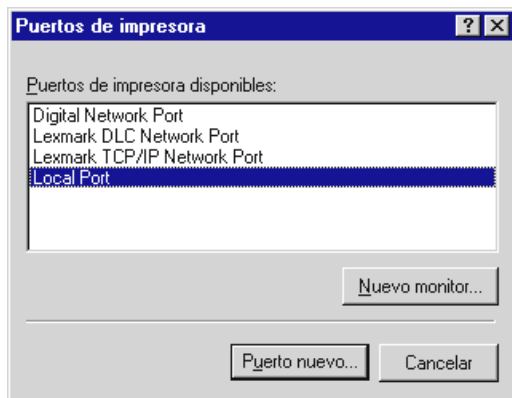 Puertos de impresora
Puertos de impresora disponibles:
Digital Network Port
Lexmark DLC Network Port
Lexmark TCP/IP Network Port
Local Port
Nuevo monitor...
Puerto nuevo...
Cancelar